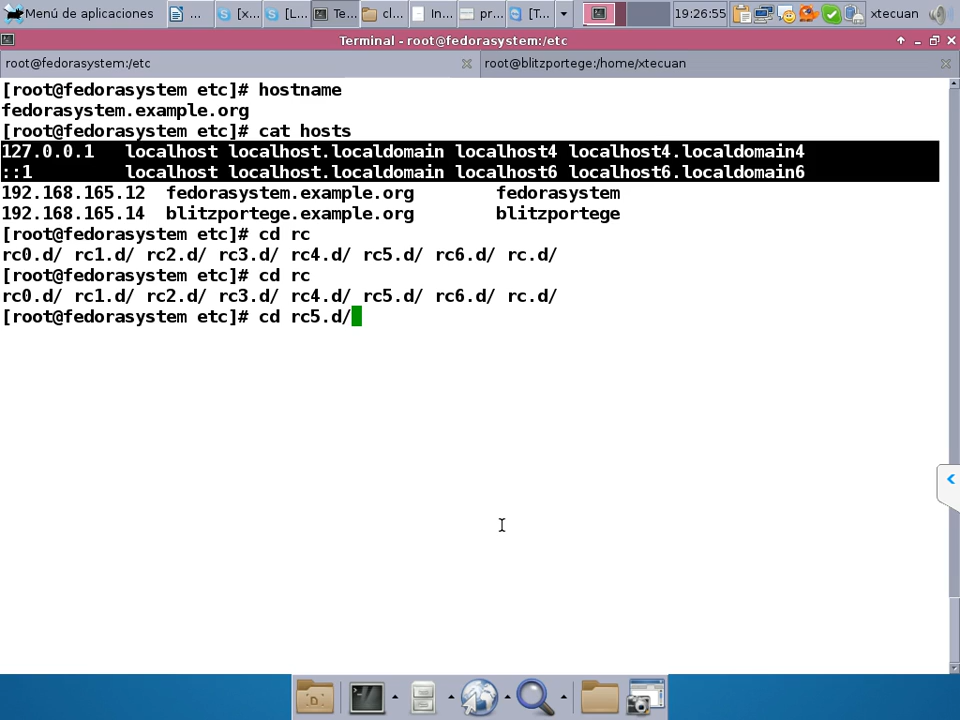 Menú de aplicaciones ... [x... [L... Te... cl... In... pr... [T... 19:26:55 xtecuan
Terminal - root@fedorasystem:/etc
root@fedorasystem:/etc root@blitzportege:/home/xtecuan
[root@fedorasystem etc]# hostname
fedorasystem.example.org
[root@fedorasystem etc]# cat hosts
127.0.0.1   localhost localhost.localdomain localhost4 localhost4.localdomain4
::1         localhost localhost.localdomain localhost6 localhost6.localdomain6
192.168.165.12  fedorasystem.example.org        fedorasystem
192.168.165.14  blitzportege.example.org        blitzportege
[root@fedorasystem etc]# cd rc
rc0.d/ rc1.d/ rc2.d/ rc3.d/ rc4.d/ rc5.d/ rc6.d/ rc.d/
[root@fedorasystem etc]# cd rc
rc0.d/ rc1.d/ rc2.d/ rc3.d/ rc4.d/ rc5.d/ rc6.d/ rc.d/
[root@fedorasystem etc]# cd rc5.d/